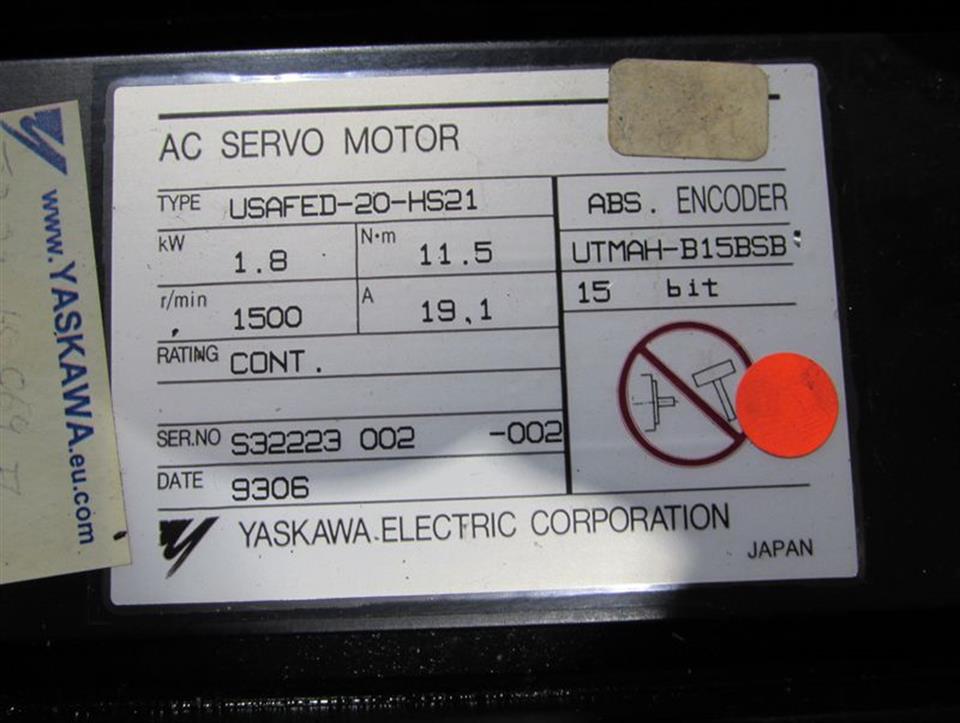 AC SERVO MOTOR
TYPE USAFED-20-HS21
kW 1.8 N·m 11.5
r/min 1500 A 19.1
RATING CONT.
SER.NO S32223 002 -002
DATE 9306
ABS. ENCODER
UTMAH-B15BSB
15 bit
YASKAWA ELECTRIC CORPORATION
JAPAN
www.YASKAWA.eu.com